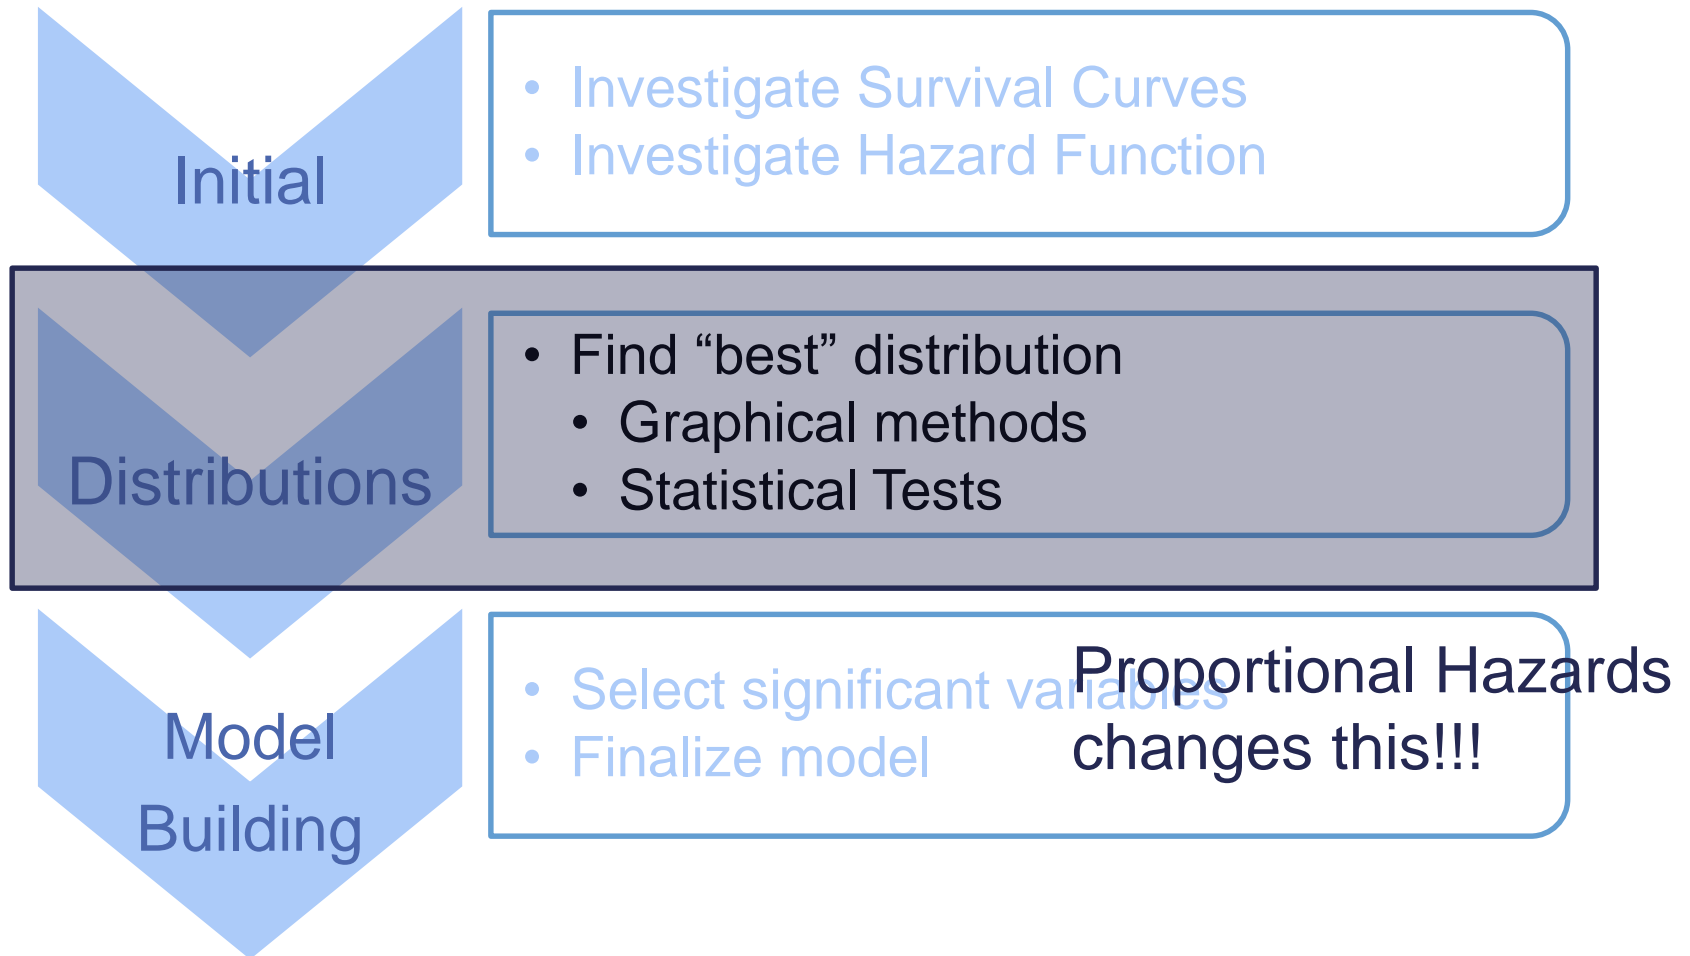 Initial
• Investigate Survival Curves
• Investigate Hazard Function
Distributions
• Find “best” distribution
• Graphical methods
• Statistical Tests
Model
Building
• Select significant variables
• Finalize model
Proportional Hazards
changes this!!!